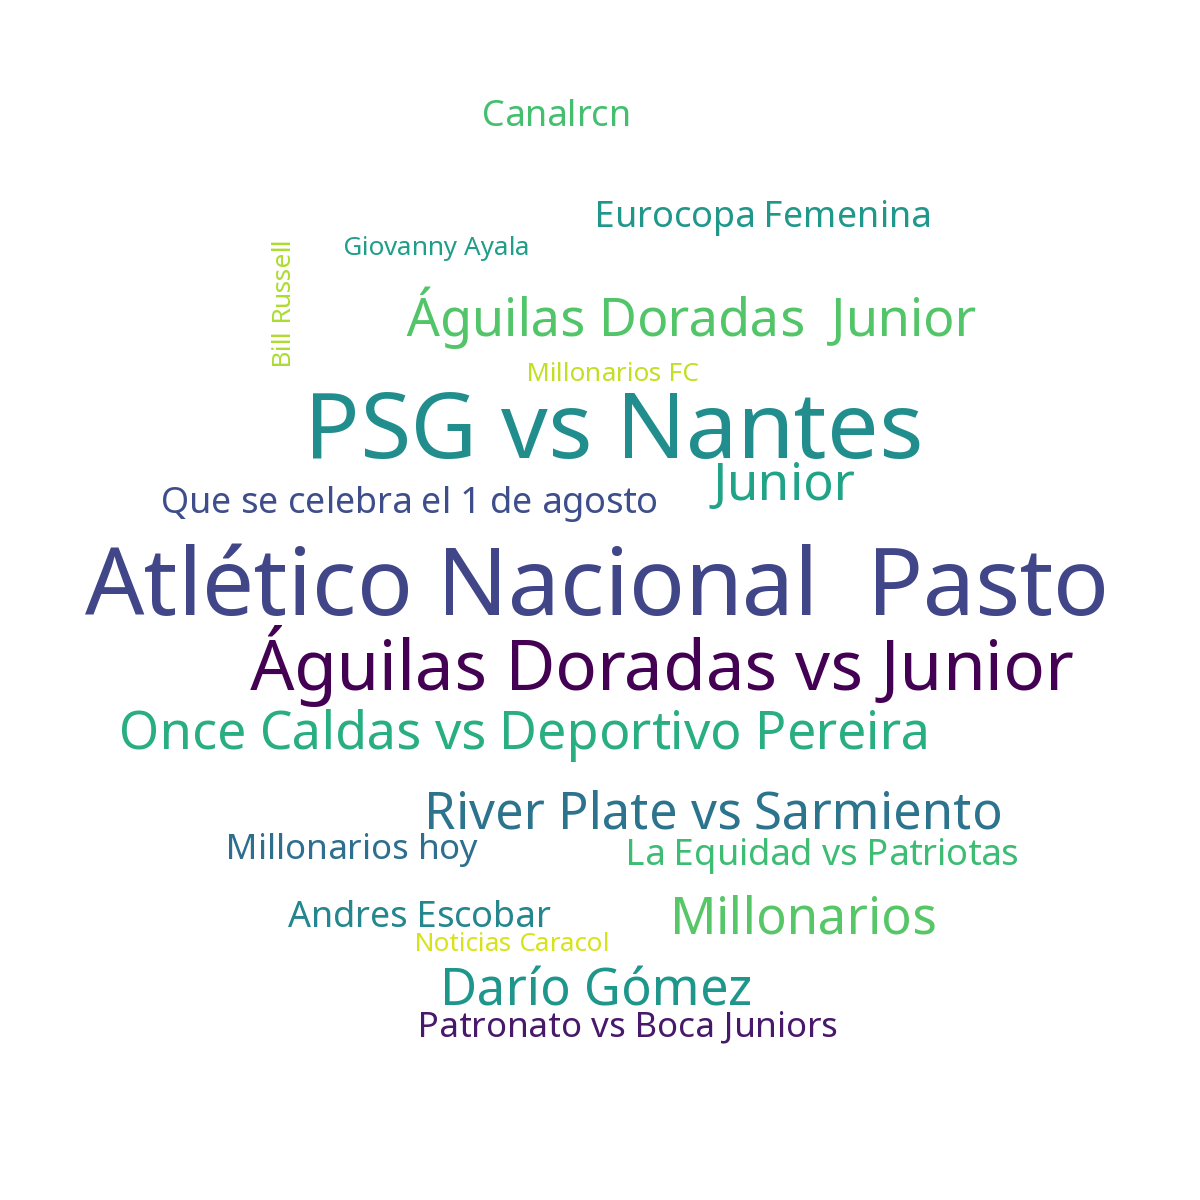 Canalrcn
Eurocopa Femenina
Giovanny Ayala
Bill Russell
Águilas Doradas  Junior
Millonarios FC
PSG vs Nantes
Junior
Que se celebra el 1 de agosto
Atlético Nacional  Pasto
Águilas Doradas vs Junior
Once Caldas vs Deportivo Pereira
River Plate vs Sarmiento
Millonarios hoy
La Equidad vs Patriotas
Andres Escobar
Millonarios
Noticias Caracol
Darío Gómez
Patronato vs Boca Juniors